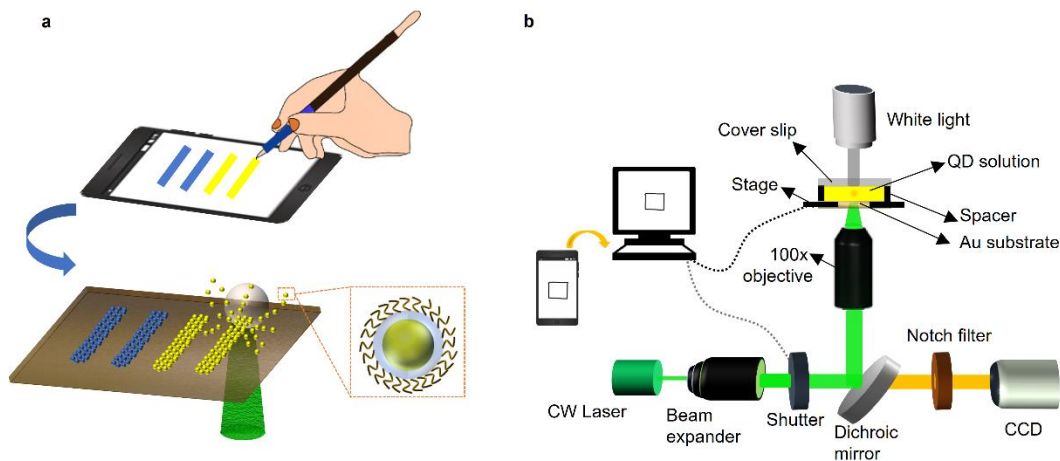 a
b
White light
Cover slip
QD solution
Stage
Spacer
Au substrate
100x
objective
Notch filter
CW Laser
Beam
expander
Shutter
Dichroic
mirror
CCD